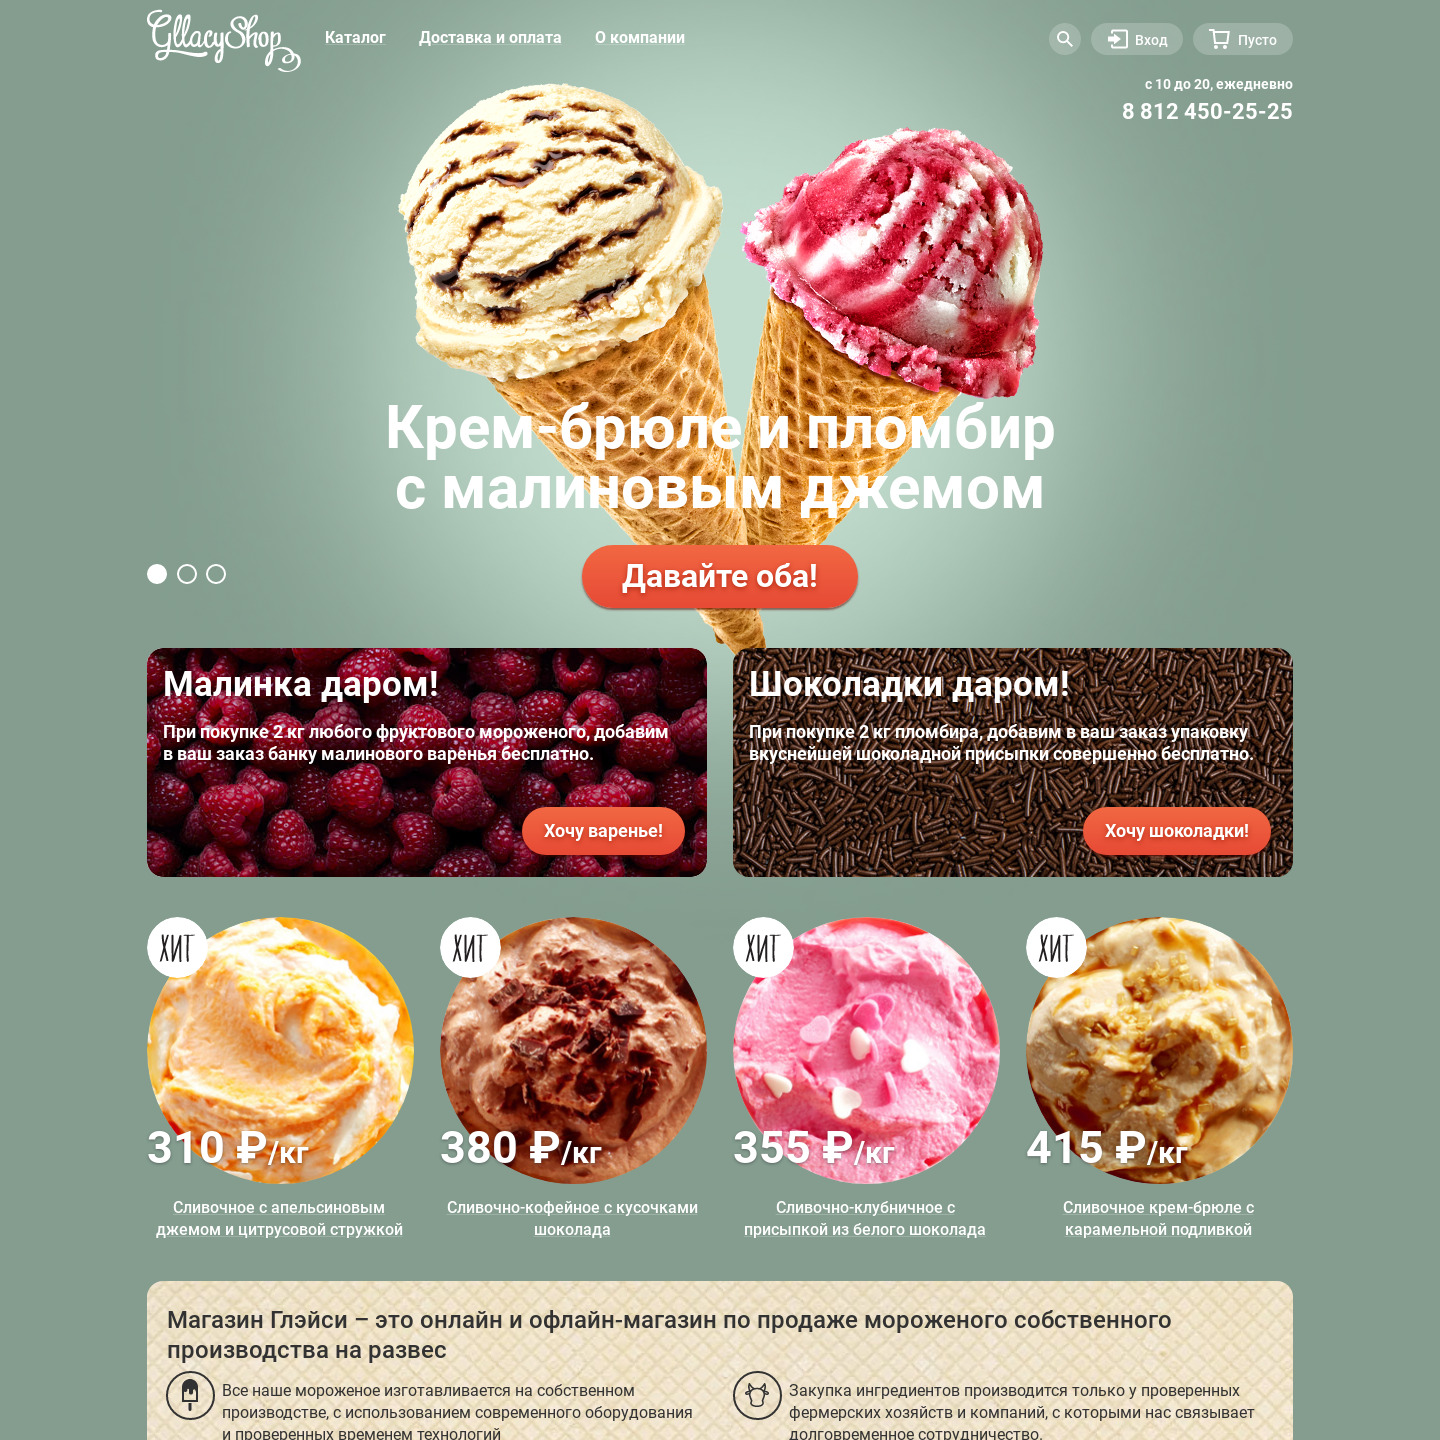 Gllacy Shop
Каталог
Доставка и оплата
О компании
Вход
Пусто
с 10 до 20, ежедневно
8 812 450-25-25
Крем-брюле и пломбир
с малиновым джемом
Давайте оба!
Малинка даром!
При покупке 2 кг любого фруктового мороженого, добавим
в ваш заказ банку малинового варенья бесплатно.
Хочу варенье!
Шоколадки даром!
При покупке 2 кг пломбира, добавим в ваш заказ упаковку
вкуснейшей шоколадной присыпки совершенно бесплатно.
Хочу шоколадки!
ХИТ
310 ₽/кг
Сливочное с апельсиновым
джемом и цитрусовой стружкой
ХИТ
380 ₽/кг
Сливочно-кофейное с кусочками
шоколада
ХИТ
355 ₽/кг
Сливочно-клубничное с
присыпкой из белого шоколада
ХИТ
415 ₽/кг
Сливочное крем-брюле с
карамельной подливкой
Магазин Глэйси – это онлайн и офлайн-магазин по продаже мороженого собственного
производства на развес
Все наше мороженое изготавливается на собственном
производстве, с использованием современного оборудования
и проверенных временем технологий
Закупка ингредиентов производится только у проверенных
фермерских хозяйств и компаний, с которыми нас связывает
долговременное сотрудничество.